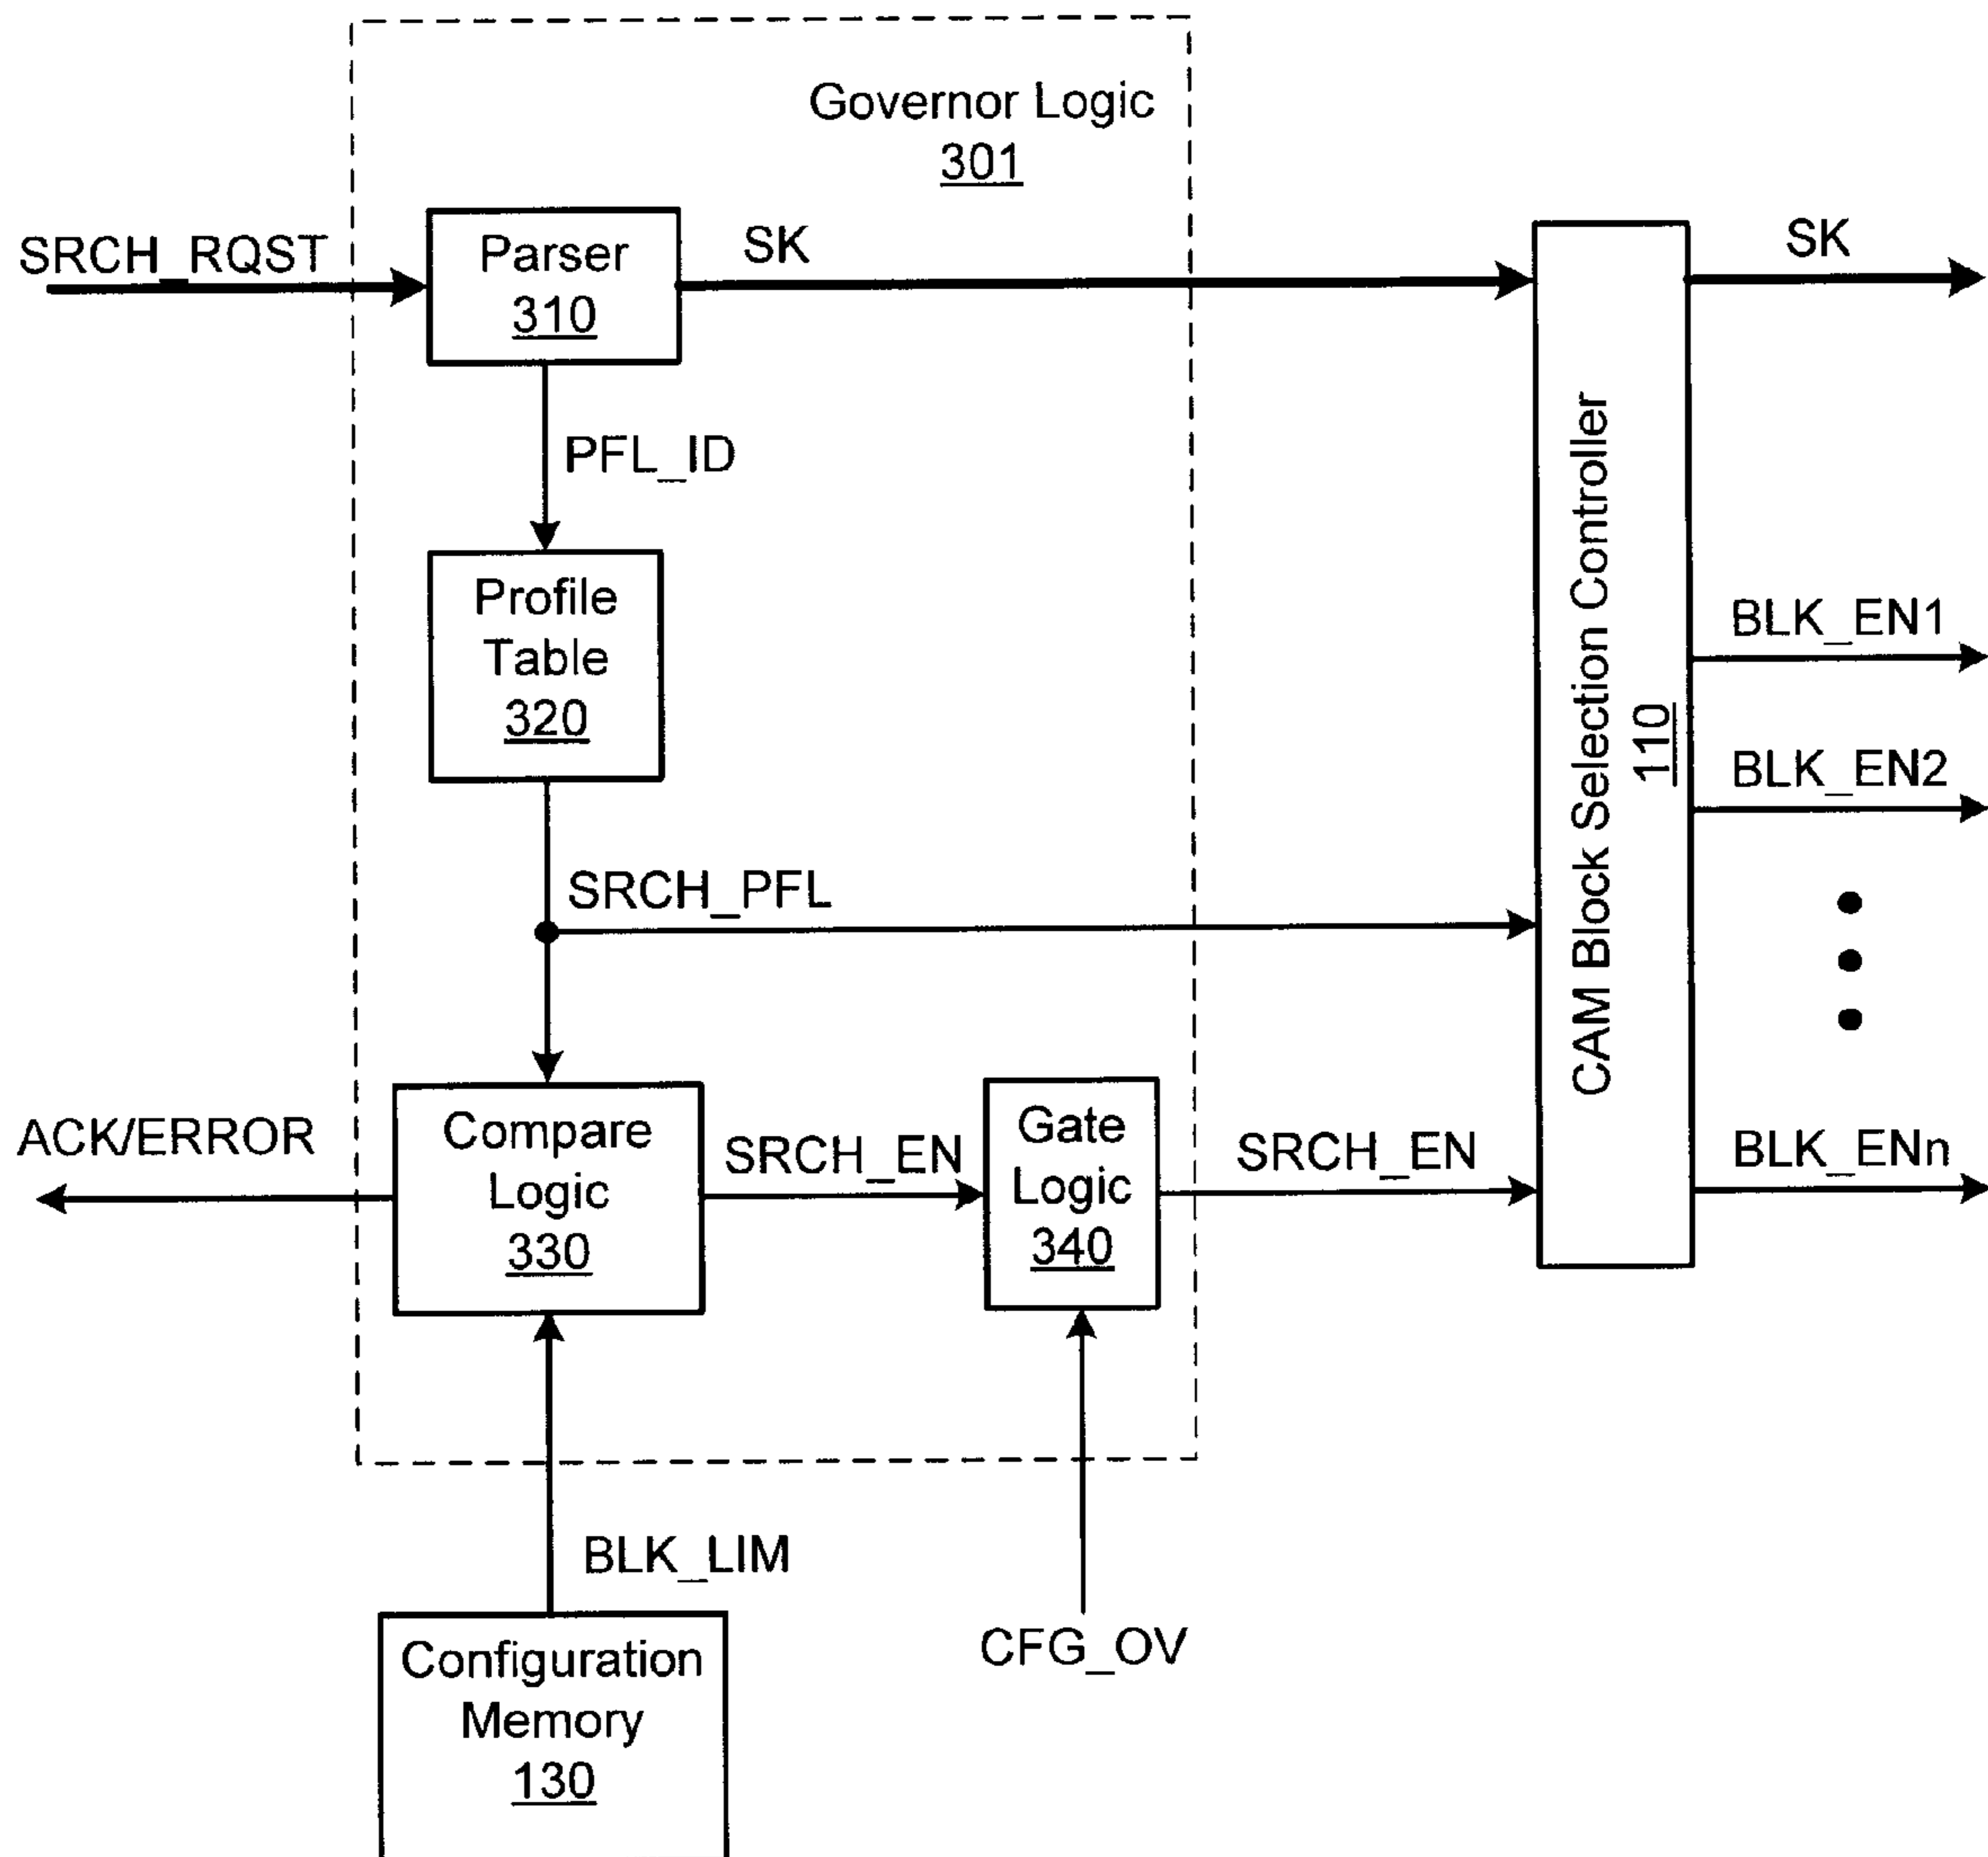 Governor Logic
301
SRCH_RQST
Parser
310
SK
SK
PFL_ID
Profile
Table
320
CAM Block Selection Controller
110
BLK_EN1
BLK_EN2
SRCH_PFL
ACK/ERROR
Compare
Logic
330
SRCH_EN
Gate
Logic
340
SRCH_EN
BLK_ENn
BLK_LIM
CFG_OV
Configuration
Memory
130